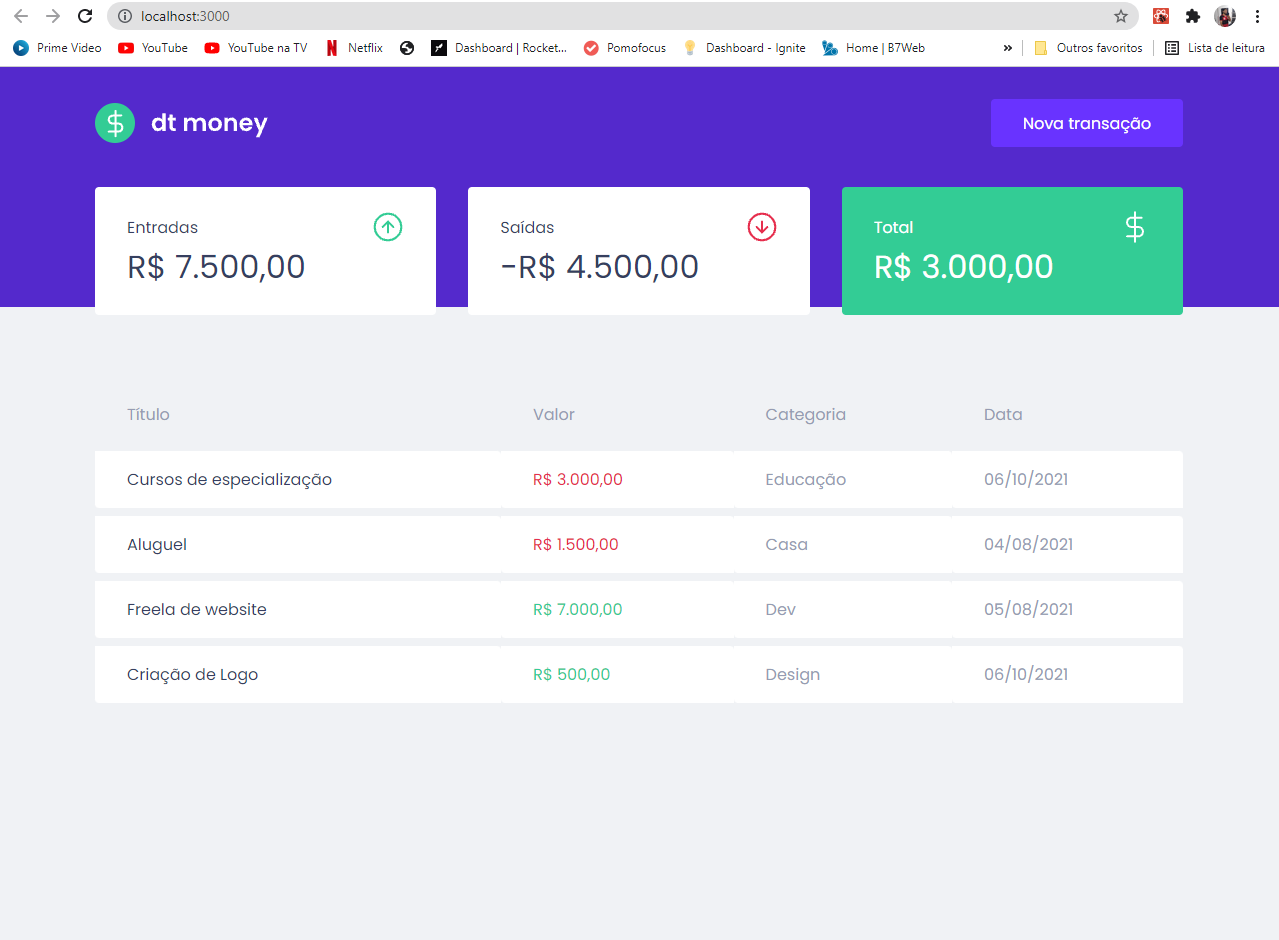 localhost:3000
Prime Video YouTube YouTube na TV Netflix Dashboard | Rocket... Pomofocus Dashboard - Ignite Home | B7Web » Outros favoritos Lista de leitura
$ dt money Nova transação
Entradas Saídas Total $
R$ 7.500,00 -R$ 4.500,00 R$ 3.000,00
Título Valor Categoria Data
Cursos de especialização R$ 3.000,00 Educação 06/10/2021
Aluguel R$ 1.500,00 Casa 04/08/2021
Freela de website R$ 7.000,00 Dev 05/08/2021
Criação de Logo R$ 500,00 Design 06/10/2021